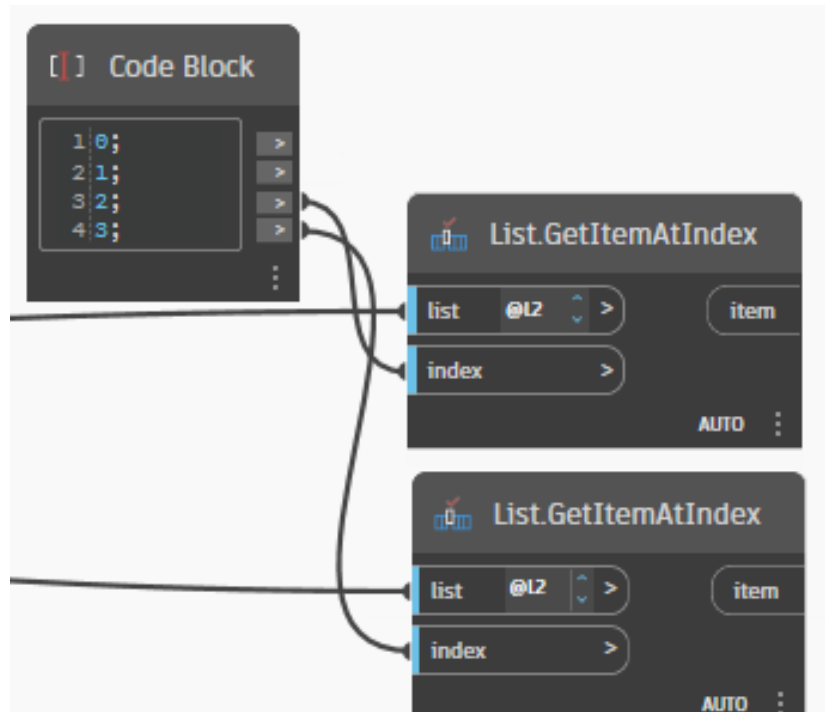 [I] Code Block
1 0; >
2 1; >
3 2; >
4 3; >
List.GetItemAtIndex
list @L2 > item
index >
AUTO
List.GetItemAtIndex
list @L2 > item
index >
AUTO